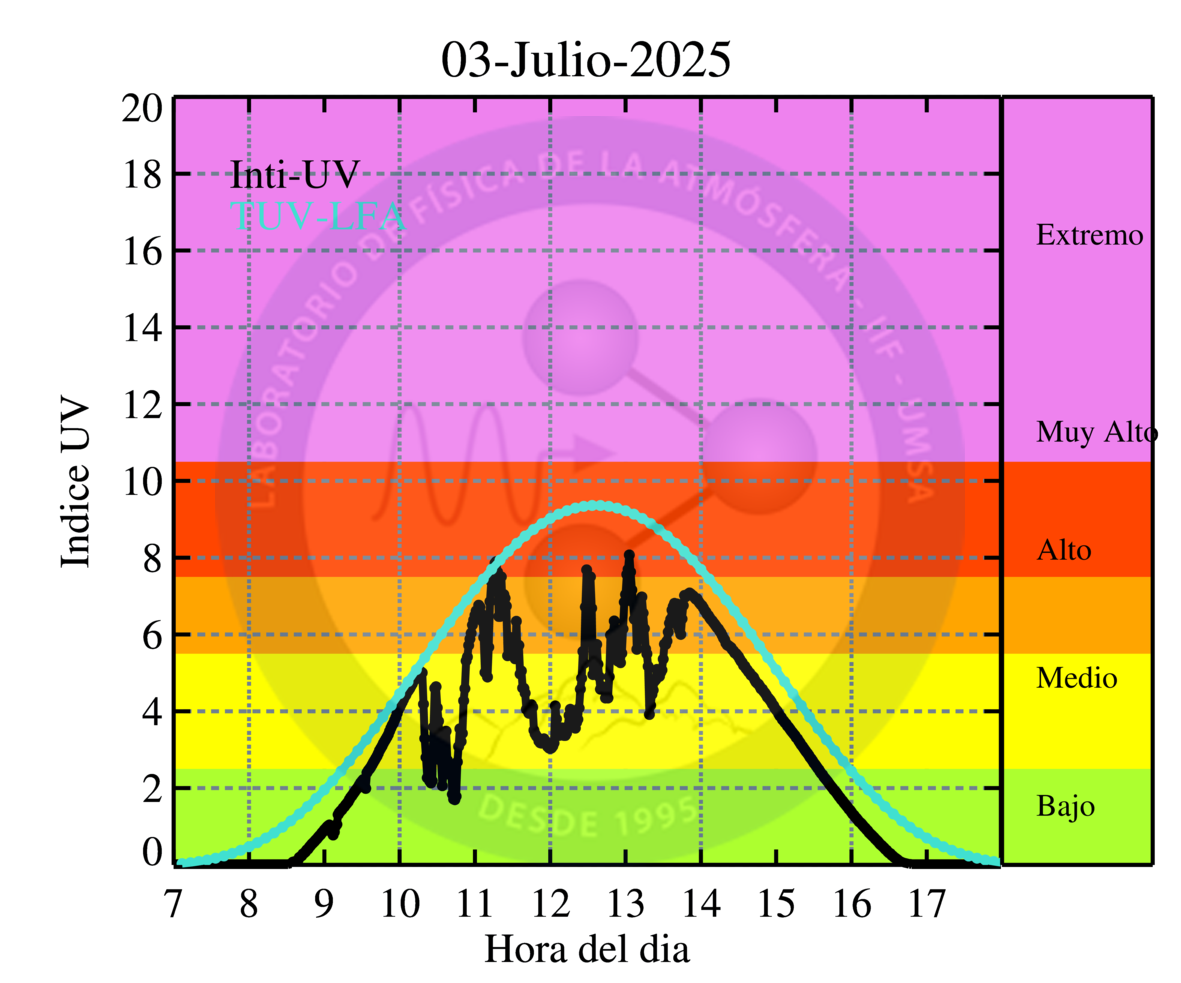 03-Julio-2025
20
18
16
14
12
10
8
6
4
2
0
Indice UV
Inti-UV
TUV-LFA
LABORATORIO DE FÍSICA DE LA ATMÓSFERA - IIF - UMSA
DESDE 1995
Extremo
Muy Alto
Alto
Medio
Bajo
7 8 9 10 11 12 13 14 15 16 17
Hora del dia